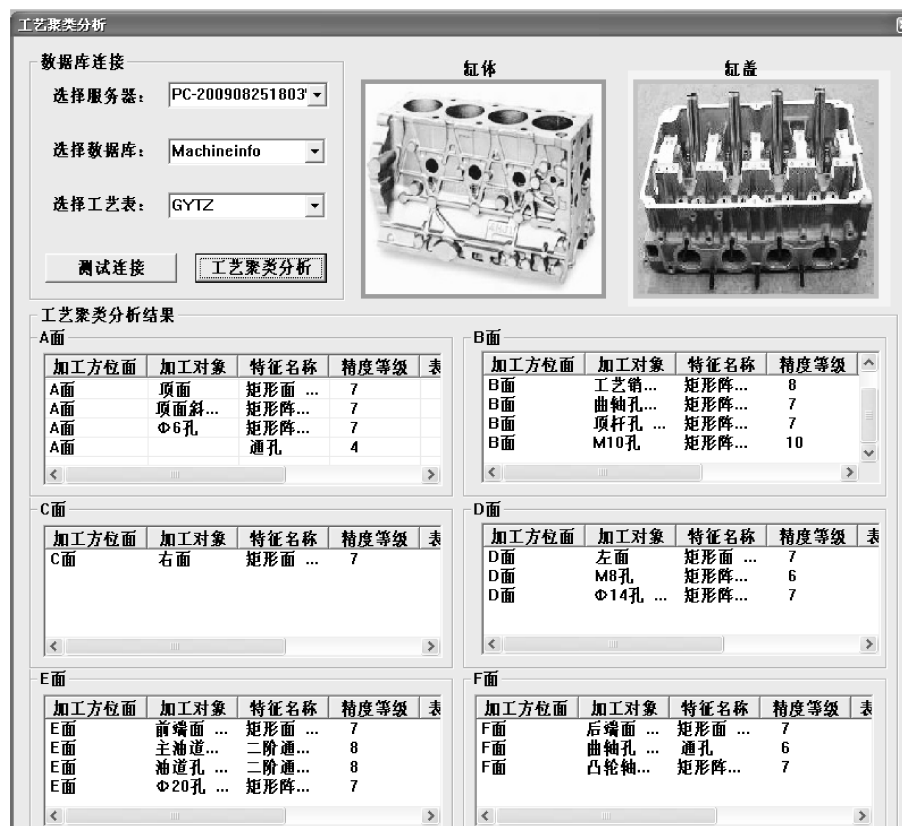 工艺聚类分析
数据库连接
选择服务器： PC-200908251803
选择数据库： Machineinfo
选择工艺表： GYTZ
测试连接 工艺聚类分析
缸体
缸盖
工艺聚类分析结果
A面
加工方位面 加工对象 特征名称 精度等级 表
A面 顶面 矩形面 ... 7
A面 顶面斜... 矩形阵... 7
A面 Φ6孔 矩形阵... 7
A面 通孔 4
B面
加工方位面 加工对象 特征名称 精度等级
B面 工艺销... 矩形阵... 8
B面 曲轴孔... 矩形阵... 7
B面 顶杆孔 ... 矩形阵... 7
B面 M10孔 矩形阵... 10
C面
加工方位面 加工对象 特征名称 精度等级 表
C面 右面 矩形面 ... 7
D面
加工方位面 加工对象 特征名称 精度等级 表
D面 左面 矩形面 ... 7
D面 M8孔 矩形阵... 6
D面 Φ14孔 ... 矩形阵... 7
E面
加工方位面 加工对象 特征名称 精度等级 表
E面 前端面 ... 矩形面 ... 7
E面 主油道... 二阶通... 8
E面 油道孔 ... 二阶通... 8
E面 Φ20孔 ... 矩形阵... 7
F面
加工方位面 加工对象 特征名称 精度等级 表
F面 后端面 ... 矩形面 ... 7
F面 曲轴孔 ... 通孔 6
F面 凸轮轴... 矩形阵... 7